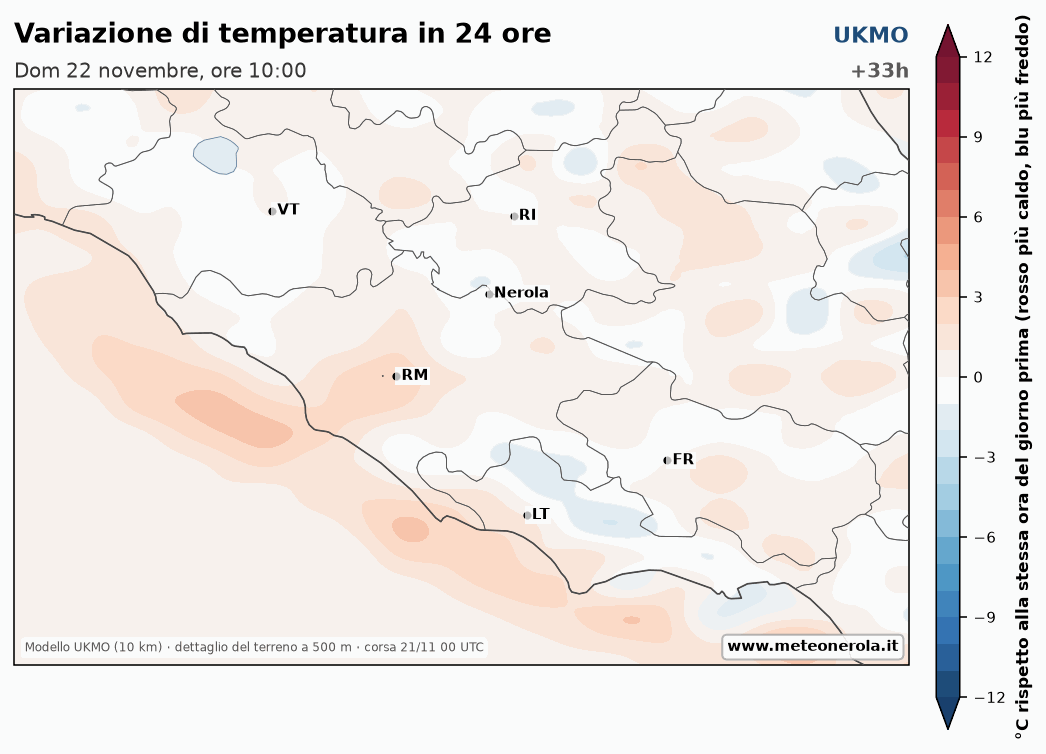 Variazione di temperatura in 24 ore
UKMO
Dom 22 novembre, ore 10:00
+33h
VT
RI
Nerola
RM
FR
LT
Modello UKMO (10 km) · dettaglio del terreno a 500 m · corsa 21/11 00 UTC
www.meteonerola.it
12
9
6
3
0
−3
−6
−9
−12
°C rispetto alla stessa ora del giorno prima (rosso più caldo, blu più freddo)